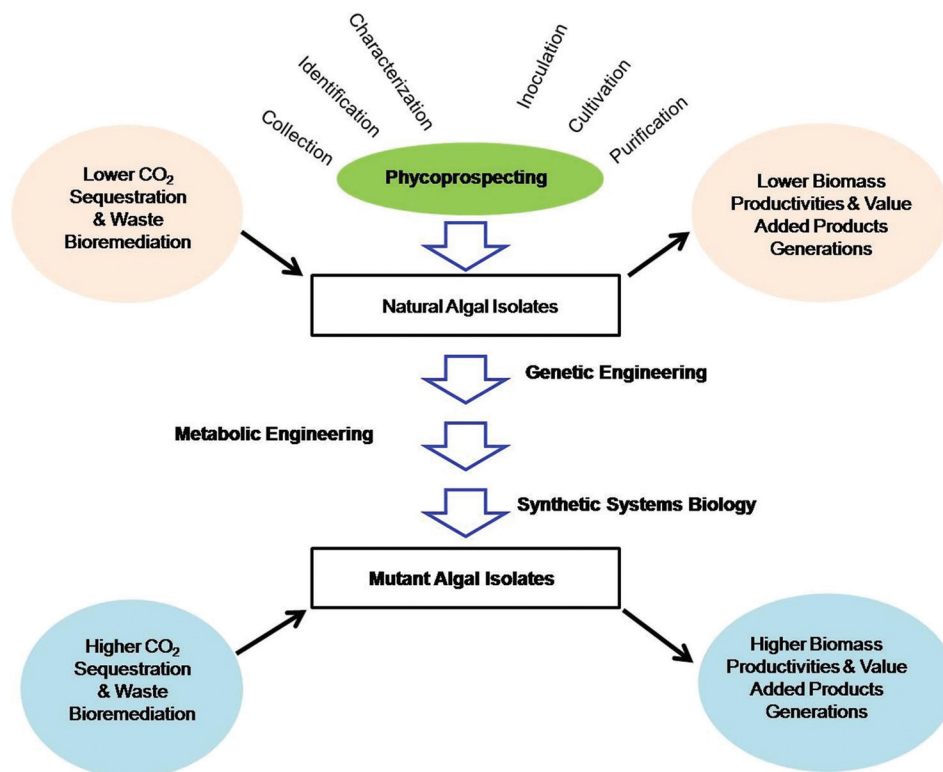 Collection
Identification
Characterization
Inoculation
Cultivation
Purification
Phycoprospecting
Lower CO₂
Sequestration
& Waste
Bioremediation
Lower Biomass
Productivities & Value
Added Products
Generations
Natural Algal Isolates
Genetic Engineering
Metabolic Engineering
Synthetic Systems Biology
Mutant Algal Isolates
Higher CO₂
Sequestration
& Waste
Bioremediation
Higher Biomass
Productivities & Value
Added Products
Generations